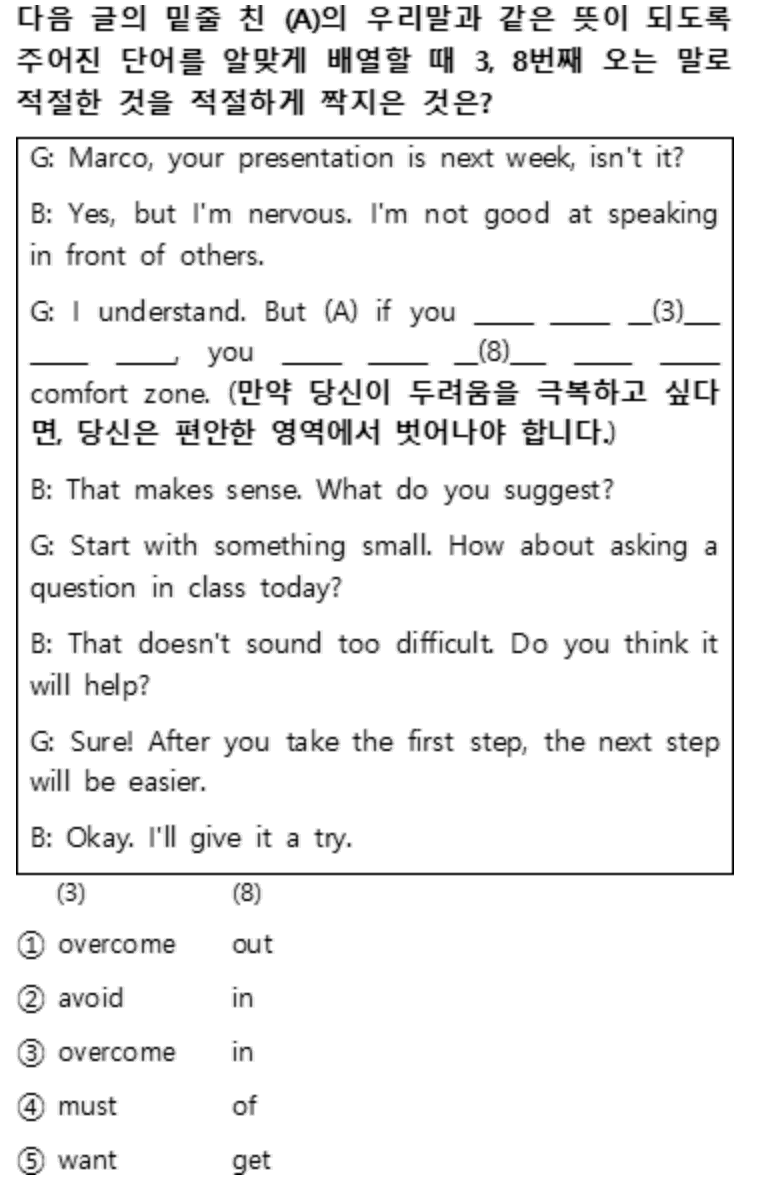 다음 글의 밑줄 친 (A)의 우리말과 같은 뜻이 되도록
주어진 단어를 알맞게 배열할 때 3, 8번째 오는 말로
적절한 것을 적절하게 짝지은 것은?
G: Marco, your presentation is next week, isn't it?
B: Yes, but I'm nervous. I'm not good at speaking
in front of others.
G: I understand. But (A) if you ____ ____ __(3)__
____ ____, you ____ ____ __(8)__ ____ ____
comfort zone. (만약 당신이 두려움을 극복하고 싶다
면, 당신은 편안한 영역에서 벗어나야 합니다.)
B: That makes sense. What do you suggest?
G: Start with something small. How about asking a
question in class today?
B: That doesn't sound too difficult. Do you think it
will help?
G: Sure! After you take the first step, the next step
will be easier.
B: Okay. I'll give it a try.
(3) (8)
① overcome out
② avoid in
③ overcome in
④ must of
⑤ want get